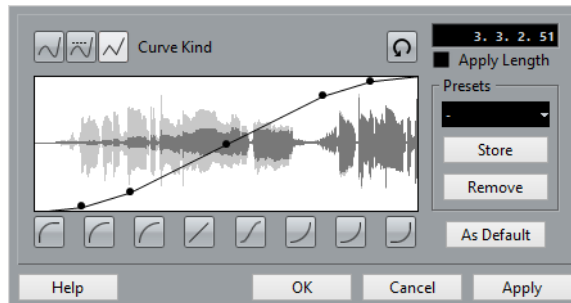 Curve Kind
3. 3. 2. 51
Apply Length
Presets
-
Store
Remove
As Default
Help
OK
Cancel
Apply